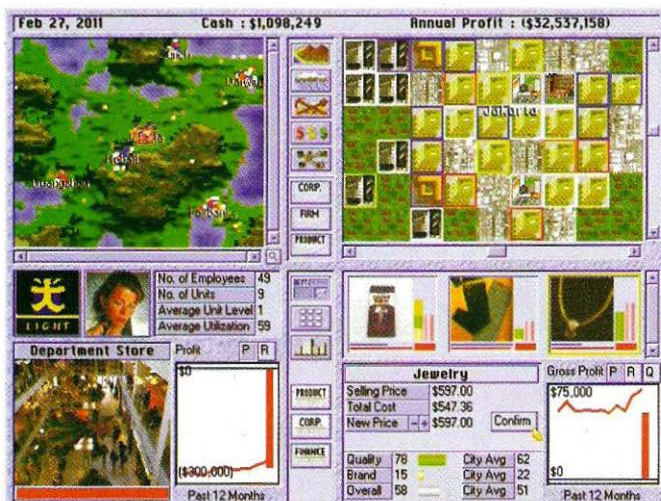 Feb 27, 2011 Cash : $1,098,249 Annual Profit : ($32,537,158)
Jakarta
CORP.
FIRM
PRODUCT
LIGHT
No. of Employees 49
No. of Units 9
Average Unit Level 1
Average Utilization 59
Department Store
Profit P R
$0
($300,000)
Past 12 Months
PRODUCT
CORP.
FINANCE
Jewelry
Selling Price $597.00
Total Cost $547.36
New Price -+ $597.00
Confirm
Quality 78 City Avg 62
Brand 15 City Avg 22
Overall 58 City Avg 51
Gross Profit P R Q
$75,000
$0
Past 12 Months